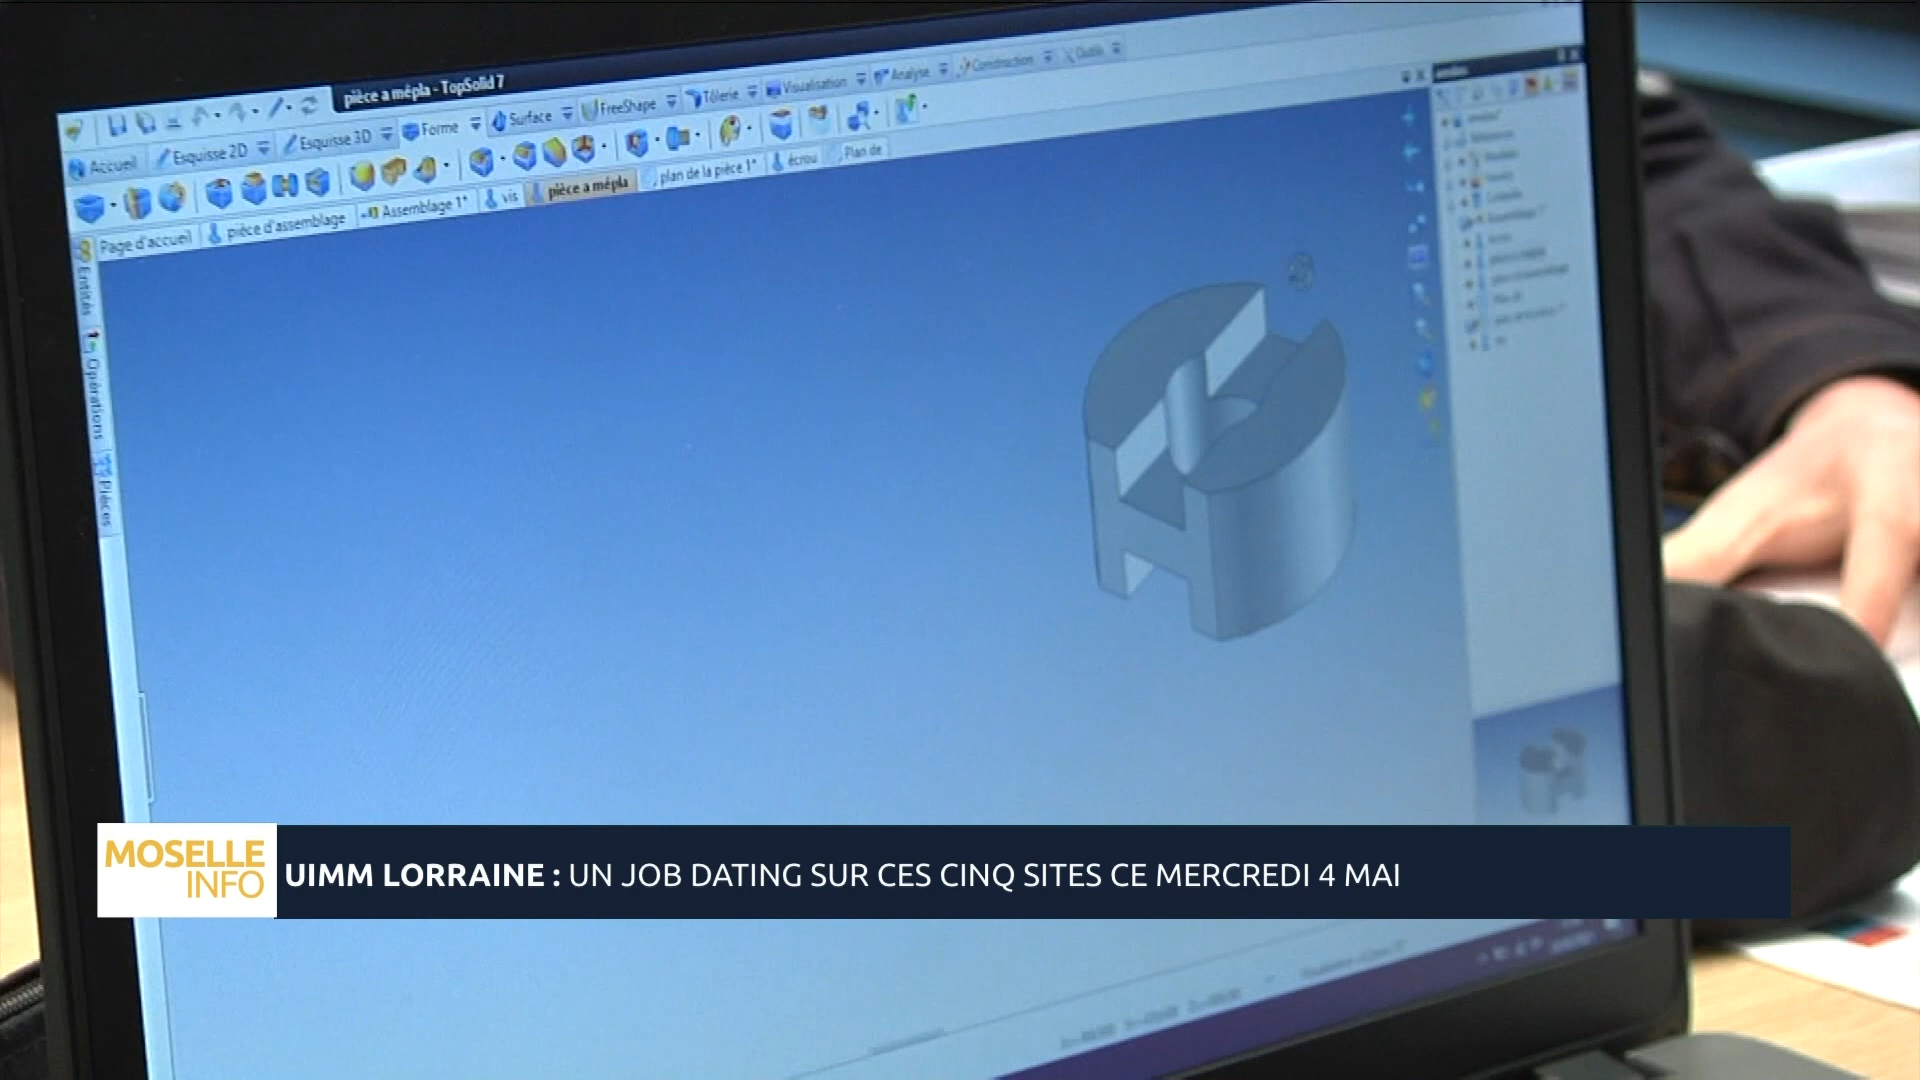 pièce a mépla - TopSolid 7
Accueil Esquisse 2D Esquisse 3D Forme Surface FreeShape Tôlerie Visualisation Analyse Construction Outils
Page d'accueil pièce d'assemblage Assemblage 1* vis pièce a mépla plan de la pièce 1* écrou Plan de
Entités
Opérations
Pièces
MOSELLE
INFO
UIMM LORRAINE : UN JOB DATING SUR CES CINQ SITES CE MERCREDI 4 MAI